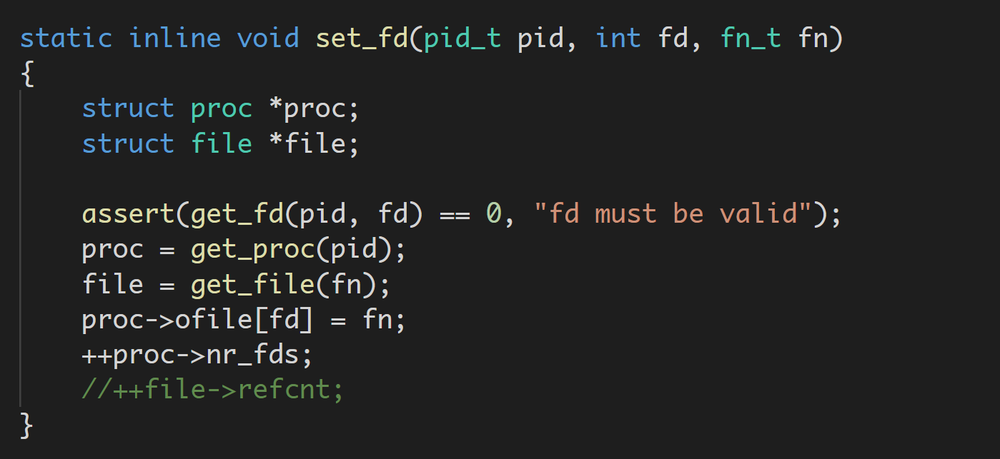 static inline void set_fd(pid_t pid, int fd, fn_t fn)
{
    struct proc *proc;
    struct file *file;

    assert(get_fd(pid, fd) == 0, "fd must be valid");
    proc = get_proc(pid);
    file = get_file(fn);
    proc->ofile[fd] = fn;
    ++proc->nr_fds;
    //++file->refcnt;
}